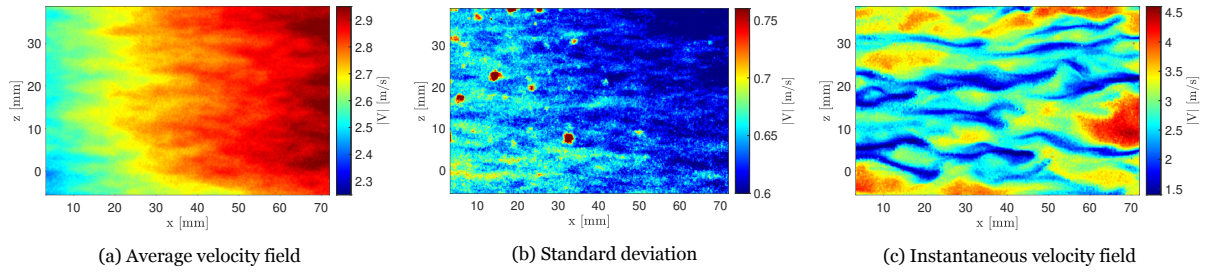 2.9
2.8
2.7
2.6
2.5
2.4
2.3
|V| [m/s]
30
20
10
0
z [mm]
10 20 30 40 50 60 70
x [mm]
(a) Average velocity field
0.75
0.7
0.65
0.6
|V| [m/s]
30
20
10
0
z [mm]
10 20 30 40 50 60 70
x [mm]
(b) Standard deviation
4.5
4
3.5
3
2.5
2
1.5
|V| [m/s]
30
20
10
0
z [mm]
10 20 30 40 50 60 70
x [mm]
(c) Instantaneous velocity field